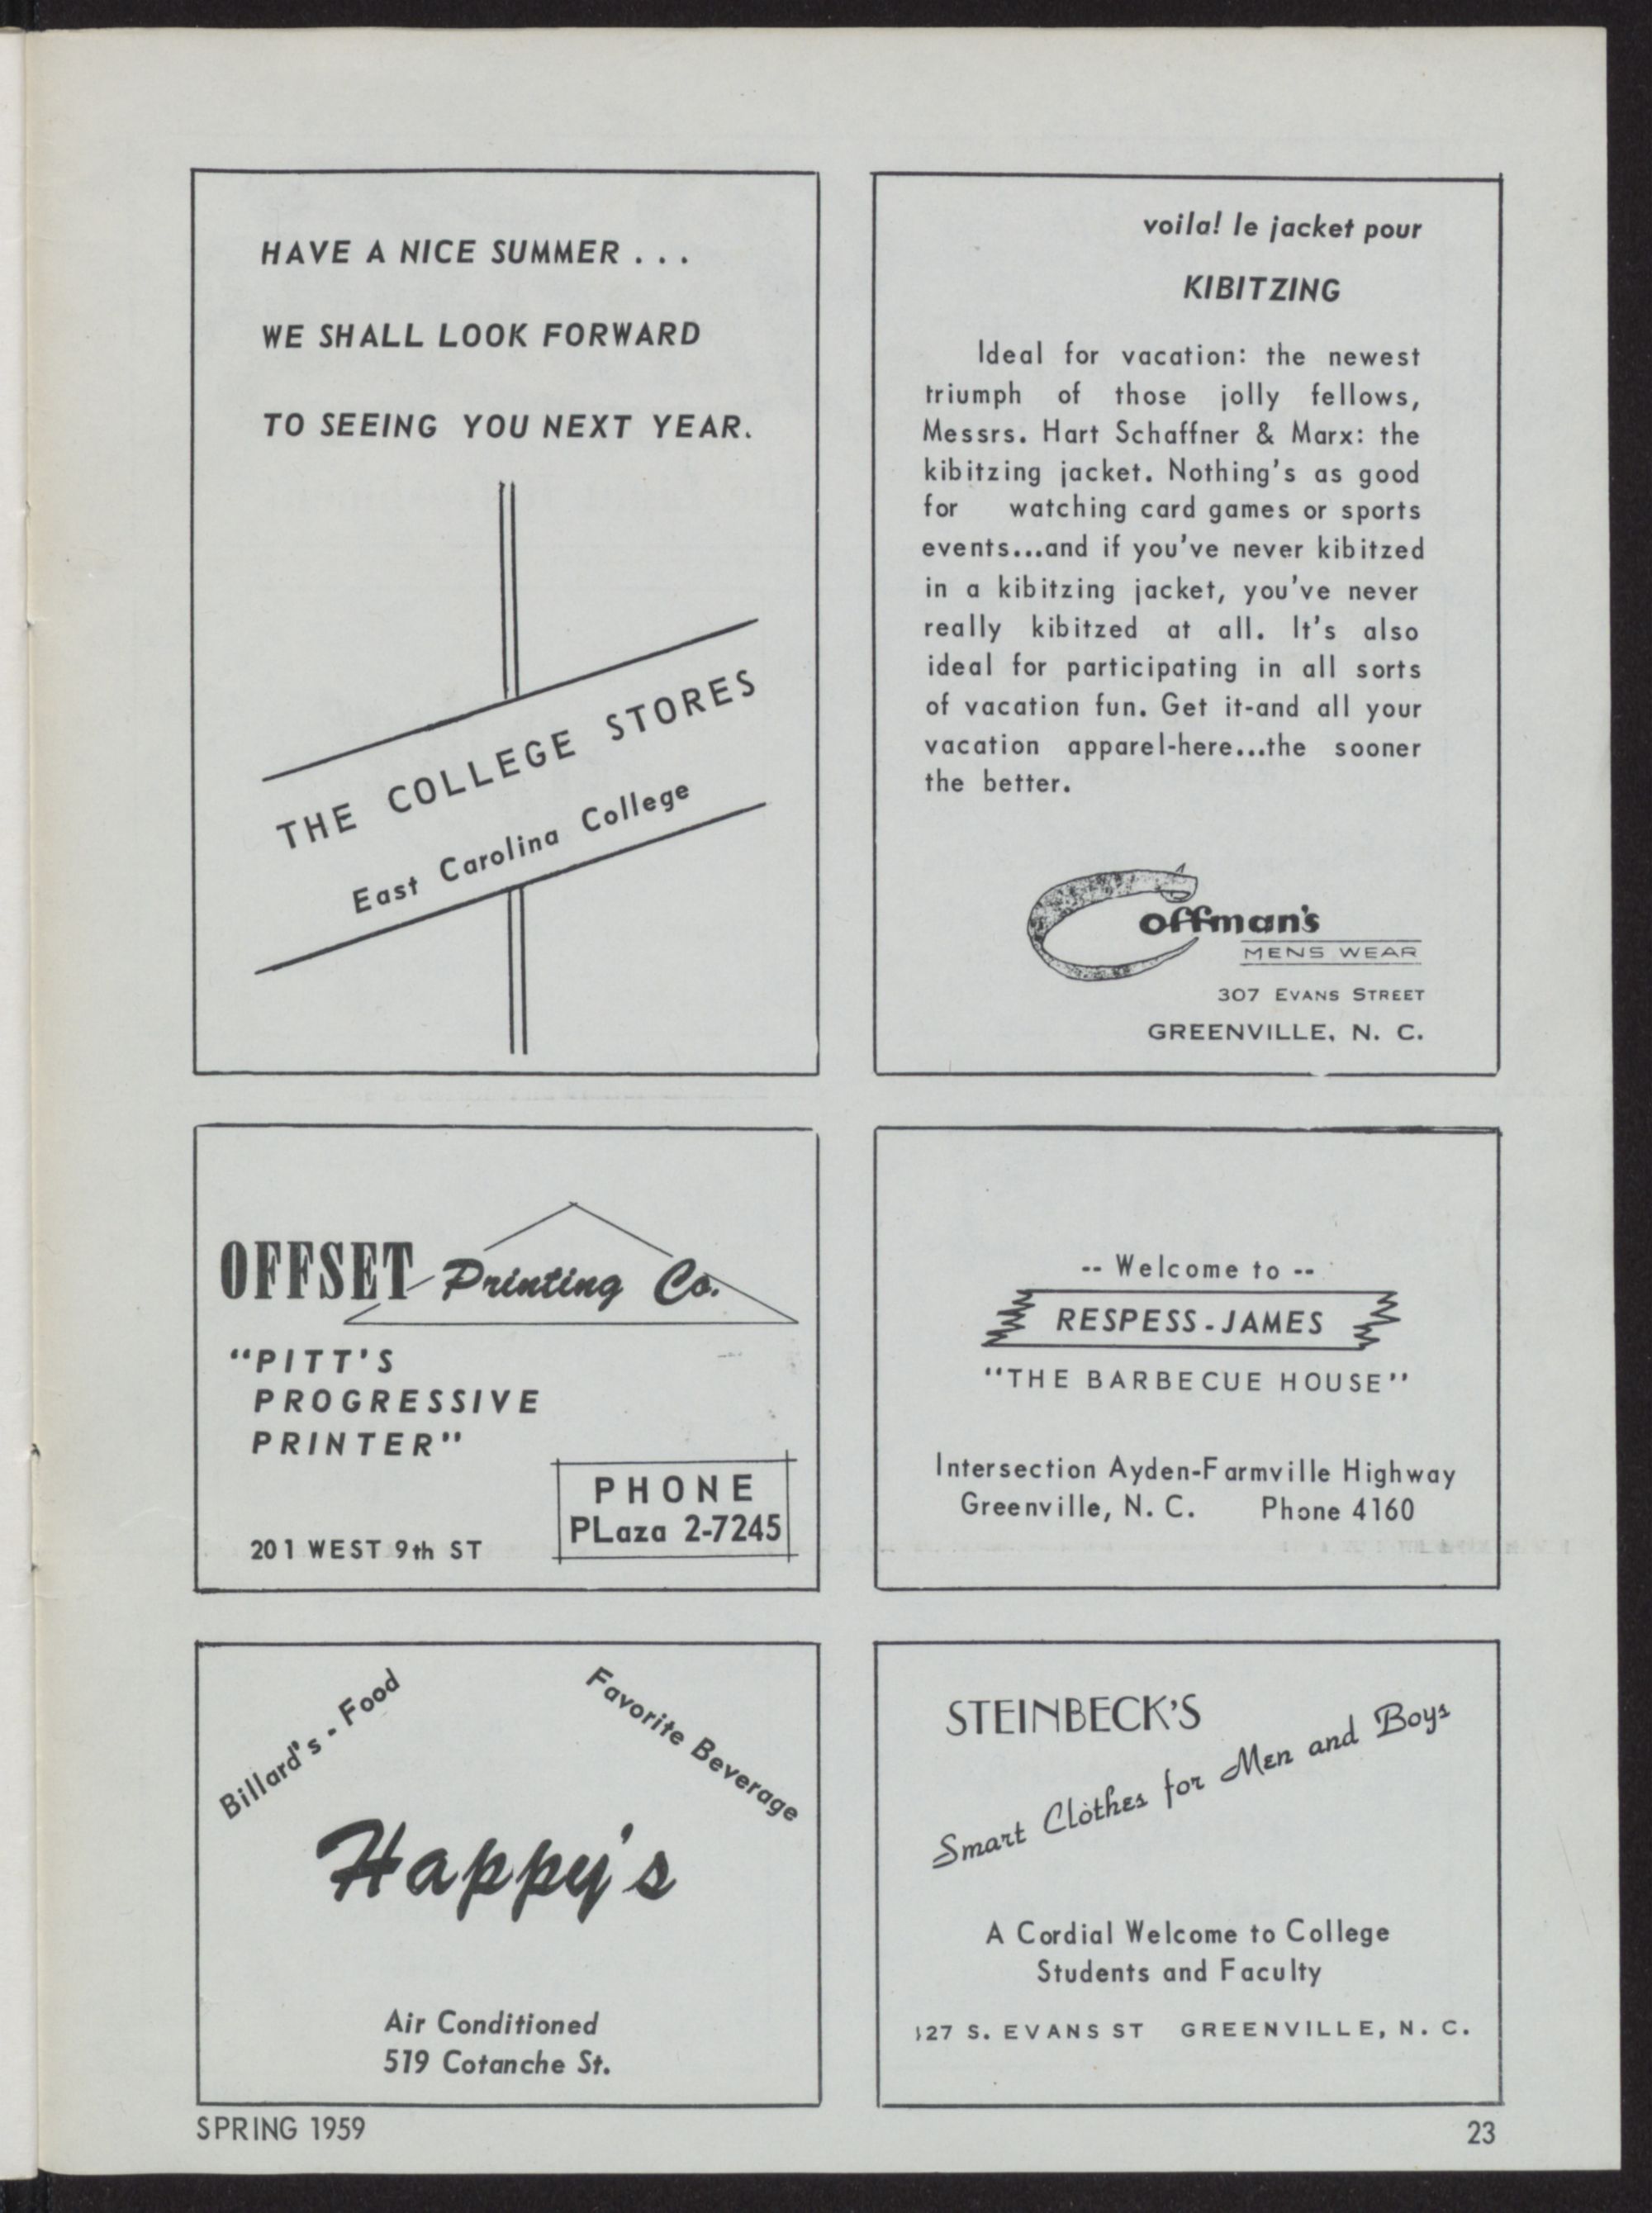 HAVE A NICE SUMMER . . .
WE SHALL LOOK FORWARD
TO SEEING YOU NEXT YEAR.
THE COLLEGE STORES
East Carolina College
voila! le jacket pour
KIBITZING
Ideal for vacation: the newest
triumph of those jolly fellows,
Messrs. Hart Schaffner & Marx: the
kibitzing jacket. Nothing's as good
for watching card games or sports
events...and if you've never kibitzed
in a kibitzing jacket, you've never
really kibitzed at all. It's also
ideal for participating in all sorts
of vacation fun. Get it-and all your
vacation apparel-here...the sooner
the better.
Coffman's
MENS WEAR
307 EVANS STREET
GREENVILLE, N. C.
OFFSET Printing Co.
"PITT'S
PROGRESSIVE
PRINTER"
PHONE
PLaza 2-7245
201 WEST 9th ST
-- Welcome to --
RESPESS-JAMES
"THE BARBECUE HOUSE"
Intersection Ayden-Farmville Highway
Greenville, N. C. Phone 4160
Billard's - Food
Favorite Beverage
Happy's
Air Conditioned
519 Cotanche St.
STEINBECK'S
Smart Clothes for Men and Boys
A Cordial Welcome to College
Students and Faculty
127 S. EVANS ST GREENVILLE, N. C.
SPRING 1959
23